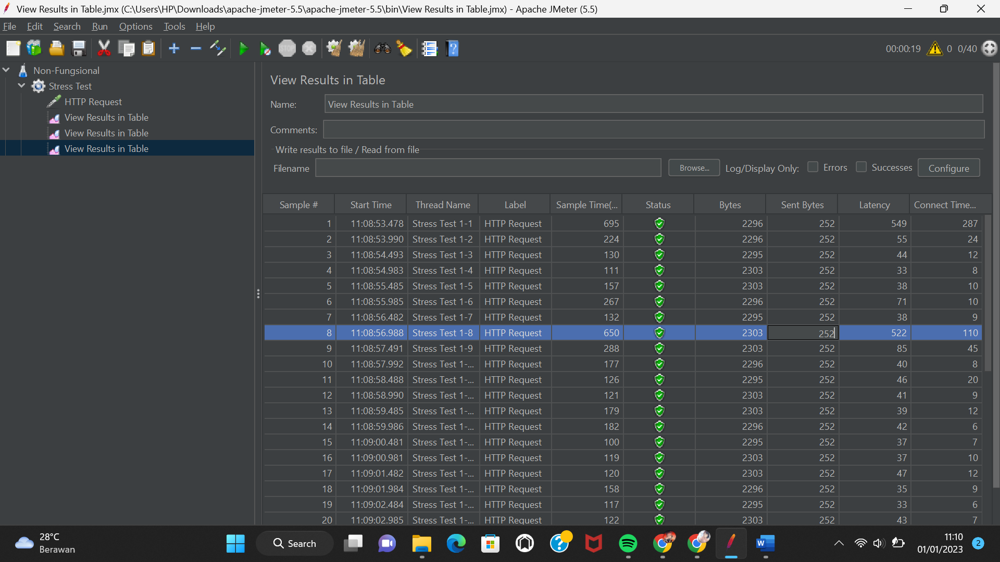 View Results in Table.jmx (C:\Users\HP\Downloads\apache-jmeter-5.5\apache-jmeter-5.5\bin\View Results in Table.jmx) - Apache JMeter (5.5)
File Edit Search Run Options Tools Help
STOP 00:00:19 0 0/40
Non-Fungsional
Stress Test
HTTP Request
View Results in Table
View Results in Table
View Results in Table
View Results in Table
Name: View Results in Table
Comments:
Write results to file / Read from file
Filename Browse... Log/Display Only: Errors Successes Configure
Sample # Start Time Thread Name Label Sample Time(... Status Bytes Sent Bytes Latency Connect Time...
1 11:08:53.478 Stress Test 1-1 HTTP Request 695 2296 252 549 287
2 11:08:53.990 Stress Test 1-2 HTTP Request 224 2296 252 55 24
3 11:08:54.493 Stress Test 1-3 HTTP Request 130 2295 252 44 12
4 11:08:54.983 Stress Test 1-4 HTTP Request 111 2303 252 33 8
5 11:08:55.485 Stress Test 1-5 HTTP Request 157 2303 252 38 10
6 11:08:55.985 Stress Test 1-6 HTTP Request 267 2296 252 71 10
7 11:08:56.482 Stress Test 1-7 HTTP Request 132 2295 252 38 9
8 11:08:56.988 Stress Test 1-8 HTTP Request 650 2303 252 522 110
9 11:08:57.491 Stress Test 1-9 HTTP Request 288 2303 252 85 45
10 11:08:57.992 Stress Test 1-... HTTP Request 177 2296 252 40 8
11 11:08:58.488 Stress Test 1-... HTTP Request 126 2295 252 46 20
12 11:08:58.990 Stress Test 1-... HTTP Request 121 2303 252 41 9
13 11:08:59.485 Stress Test 1-... HTTP Request 179 2303 252 39 12
14 11:08:59.986 Stress Test 1-... HTTP Request 182 2296 252 42 6
15 11:09:00.481 Stress Test 1-... HTTP Request 100 2295 252 37 7
16 11:09:00.981 Stress Test 1-... HTTP Request 119 2303 252 37 10
17 11:09:01.482 Stress Test 1-... HTTP Request 120 2303 252 47 12
18 11:09:01.984 Stress Test 1-... HTTP Request 158 2296 252 35 9
19 11:09:02.484 Stress Test 1-... HTTP Request 117 2295 252 33 6
20 11:09:02.985 Stress Test 1-... HTTP Request 122 2303 252 43 7
28°C
Berawan
Search
11:10
01/01/2023
2